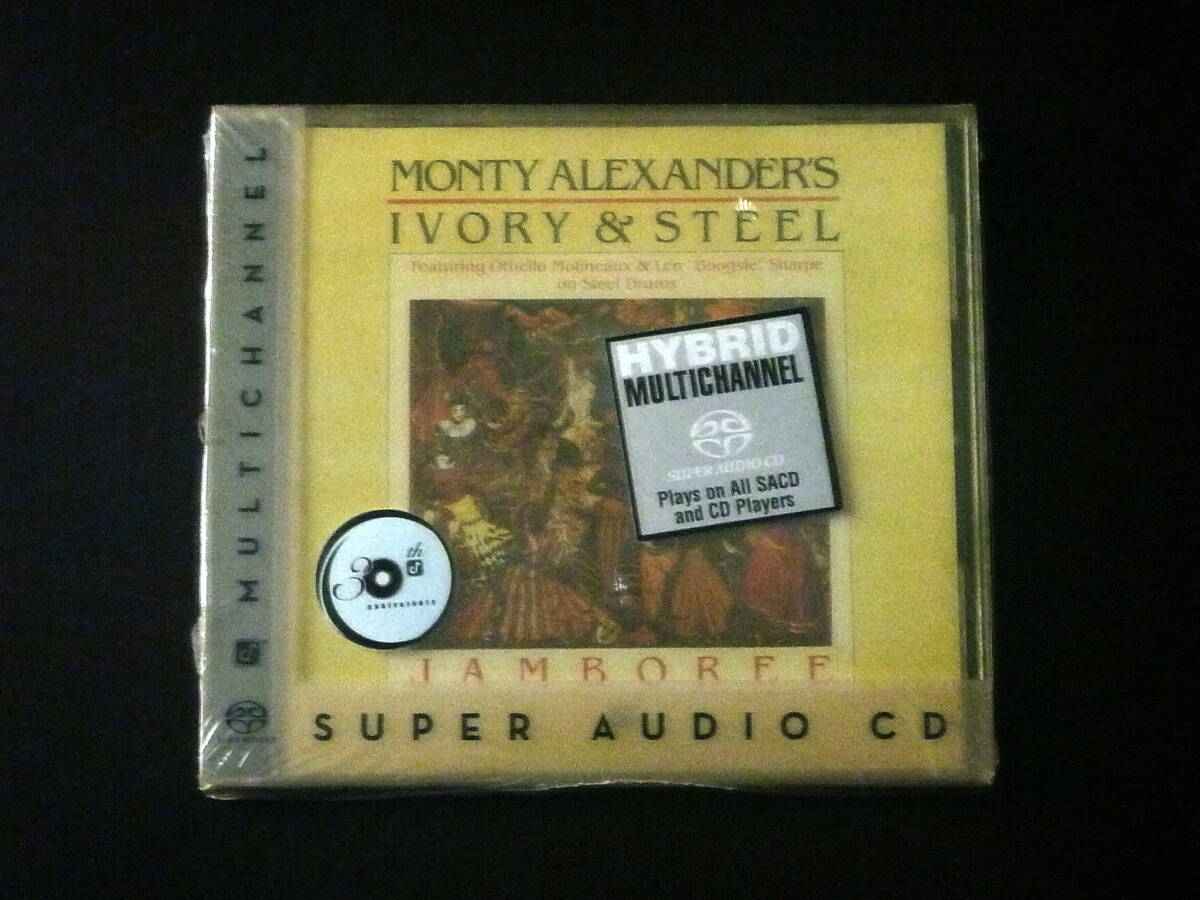 MULTICHANNEL
MONTY ALEXANDER'S
IVORY & STEEL
Featuring Othello Molineaux & Len "Boogsie" Sharpe
on Steel Drums
HYBRID
MULTICHANNEL
SUPER AUDIO CD
Plays on All SACD
and CD Players
30th
ANNIVERSARY
JAMBOREE
SUPER AUDIO CD